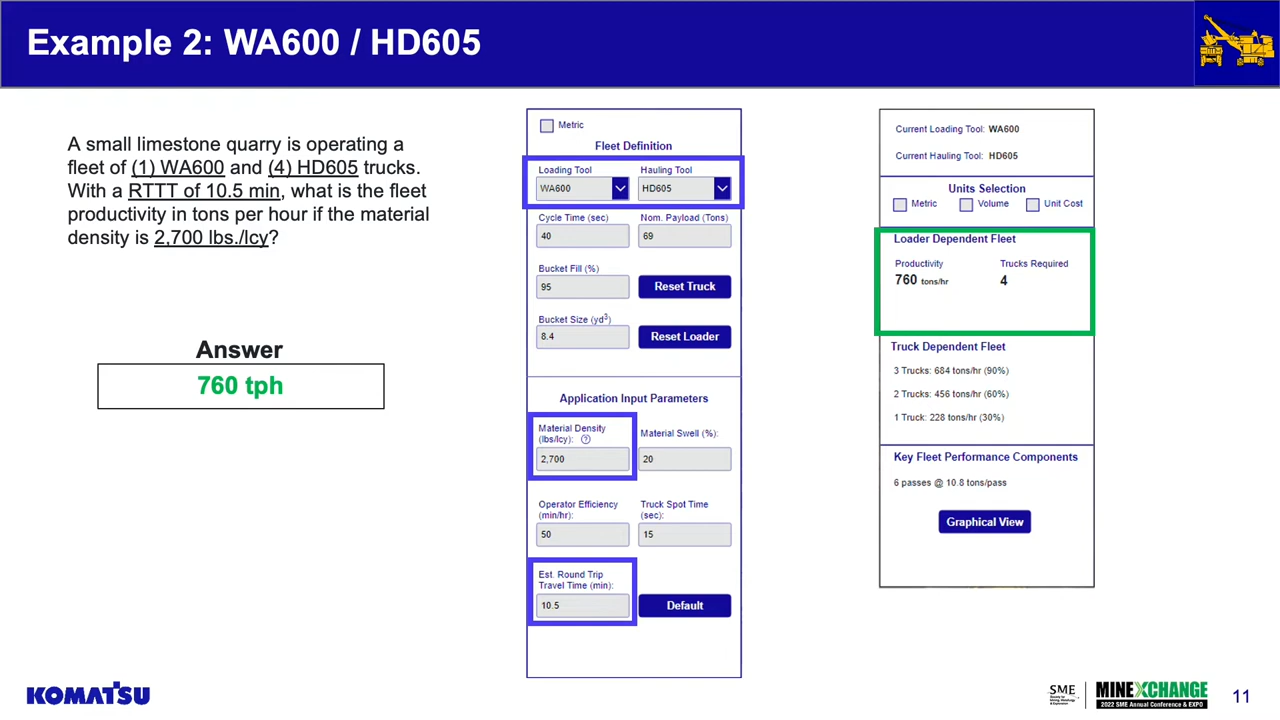 Example 2: WA600 / HD605
A small limestone quarry is operating a
fleet of (1) WA600 and (4) HD605 trucks.
With a RTTT of 10.5 min, what is the fleet
productivity in tons per hour if the material
density is 2,700 lbs./lcy?
Answer
760 tph
Metric
Fleet Definition
Loading Tool Hauling Tool
WA600 HD605
Cycle Time (sec) Nom. Payload (Tons)
40 69
Bucket Fill (%)
95 Reset Truck
Bucket Size (yd³)
8.4 Reset Loader
Application Input Parameters
Material Density
(lbs/lcy): ? Material Swell (%):
2,700 20
Operator Efficiency Truck Spot Time
(min/hr): (sec):
50 15
Est. Round Trip
Travel Time (min):
10.5 Default
Current Loading Tool: WA600
Current Hauling Tool: HD605
Units Selection
Metric Volume Unit Cost
Loader Dependent Fleet
Productivity Trucks Required
760 tons/hr 4
Truck Dependent Fleet
3 Trucks: 684 tons/hr (90%)
2 Trucks: 456 tons/hr (60%)
1 Truck: 228 tons/hr (30%)
Key Fleet Performance Components
6 passes @ 10.8 tons/pass
Graphical View
KOMATSU
SME
MINEXCHANGE
2022 SME Annual Conference & EXPO
11